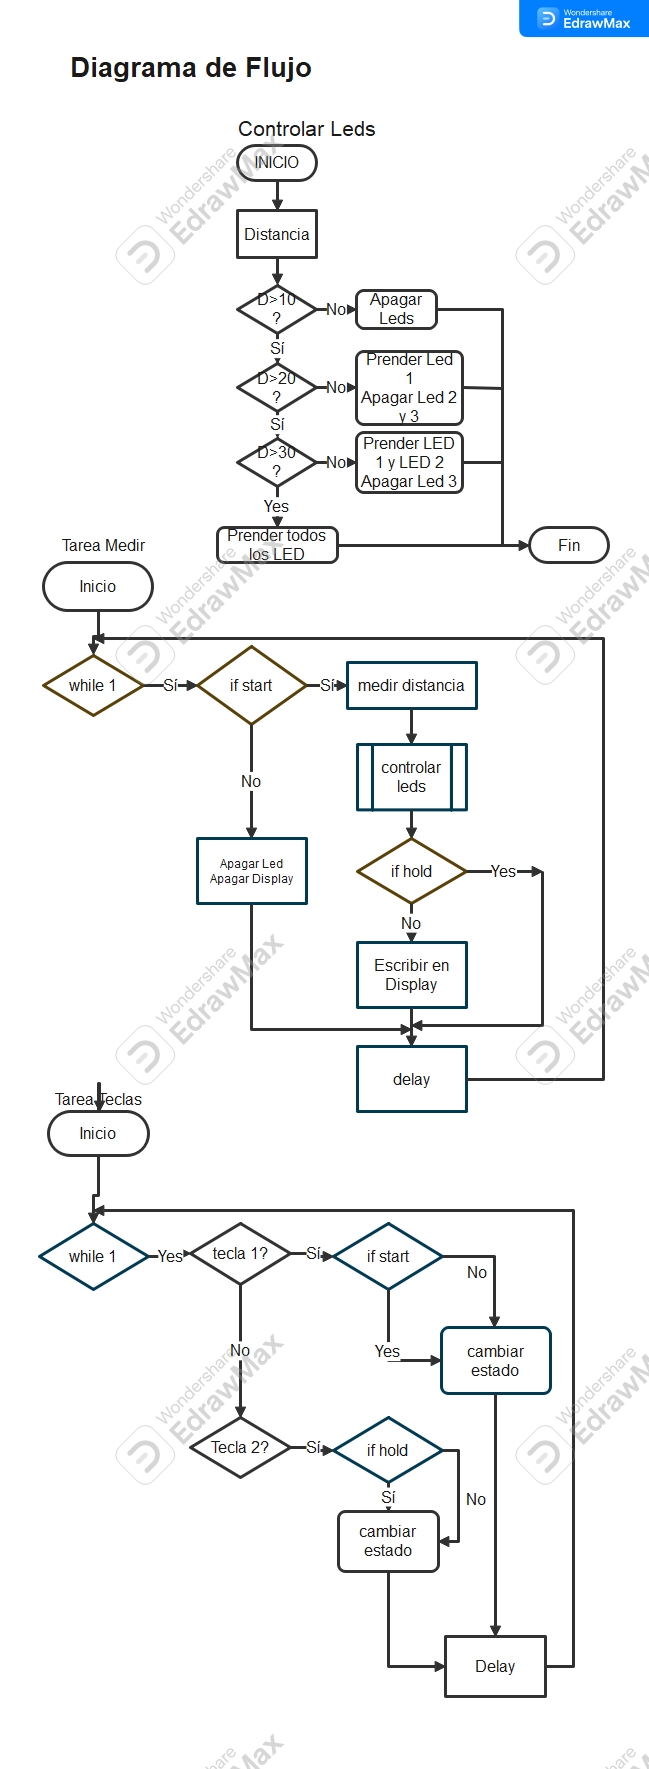 Wondershare
EdrawMax
Diagrama de Flujo
Controlar Leds
INICIO
Distancia
D>10
?
No
Apagar
Leds
Sí
D>20
?
No
Prender Led
1
Apagar Led 2
y 3
Sí
D>30
?
No
Prender LED
1 y LED 2
Apagar Led 3
Yes
Prender todos
los LED
Fin
Tarea Medir
Inicio
while 1
Sí
if start
Sí
medir distancia
No
controlar
leds
Apagar Led
Apagar Display
if hold
Yes
No
Escribir en
Display
delay
Tarea Teclas
Inicio
while 1
Yes
tecla 1?
Sí
if start
No
Yes
cambiar
estado
No
Tecla 2?
Sí
if hold
No
Sí
cambiar
estado
Delay
Wondershare
EdrawMax
Wondershare
EdrawMax
Wondershare
EdrawMax
Wondershare
EdrawMax
Wondershare
EdrawMax
Wondershare
EdrawMax
Wondershare
EdrawMax
Wondershare
EdrawMax